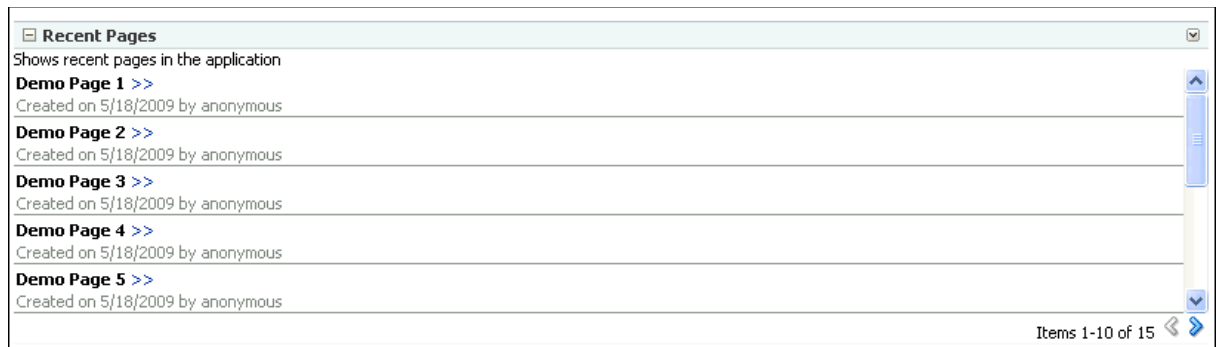 Recent Pages
Shows recent pages in the application
Demo Page 1 >>
Created on 5/18/2009 by anonymous
Demo Page 2 >>
Created on 5/18/2009 by anonymous
Demo Page 3 >>
Created on 5/18/2009 by anonymous
Demo Page 4 >>
Created on 5/18/2009 by anonymous
Demo Page 5 >>
Created on 5/18/2009 by anonymous
Items 1-10 of 15